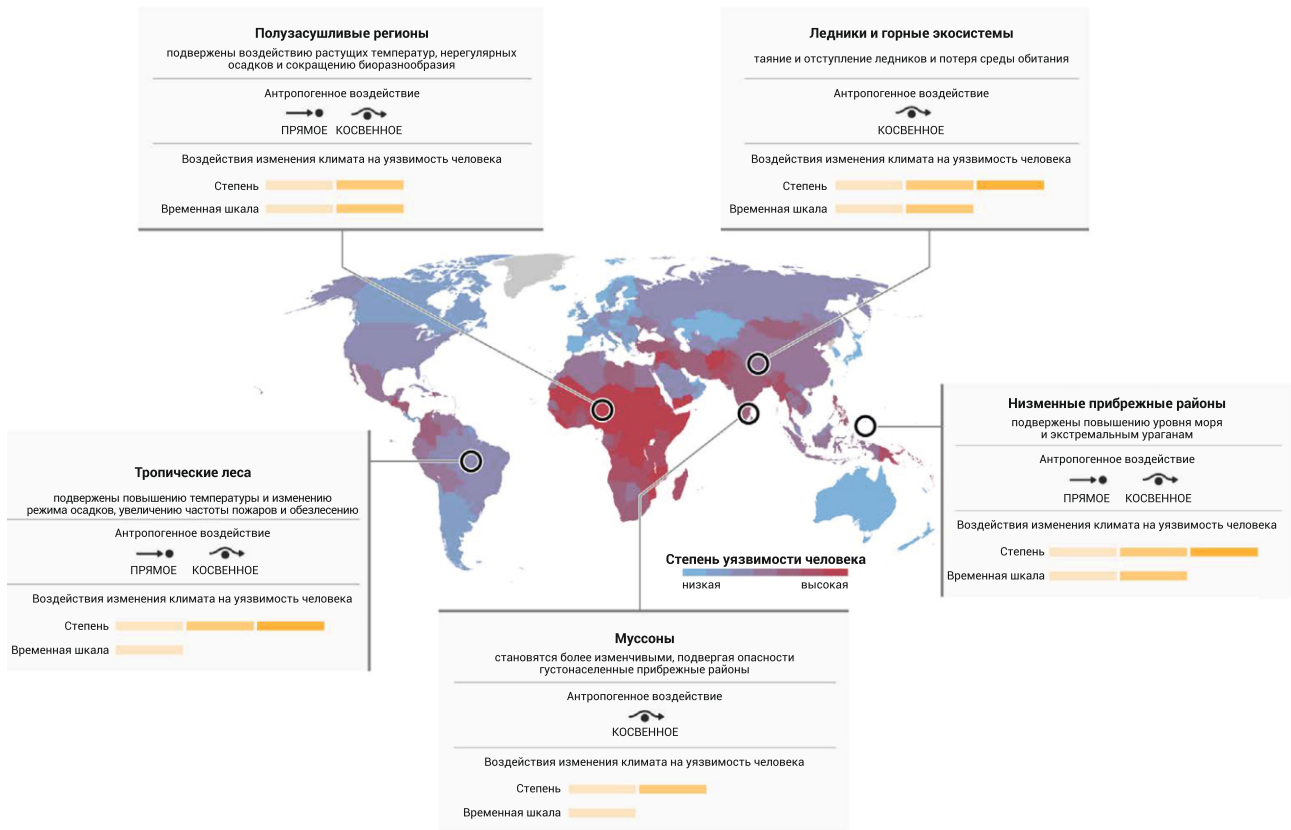 Полузасушливые регионы
подвержены воздействию растущих температур, нерегулярных
осадков и сокращению биоразнообразия
Антропогенное воздействие
ПРЯМОЕ КОСВЕННОЕ
Воздействия изменения климата на уязвимость человека
Степень
Временная шкала
Ледники и горные экосистемы
таяние и отступление ледников и потеря среды обитания
Антропогенное воздействие
КОСВЕННОЕ
Воздействия изменения климата на уязвимость человека
Степень
Временная шкала
Низменные прибрежные районы
подвержены повышению уровня моря
и экстремальным ураганам
Антропогенное воздействие
ПРЯМОЕ КОСВЕННОЕ
Воздействия изменения климата на уязвимость человека
Степень
Временная шкала
Тропические леса
подвержены повышению температуры и изменению
режима осадков, увеличению частоты пожаров и обезлесению
Антропогенное воздействие
ПРЯМОЕ КОСВЕННОЕ
Воздействия изменения климата на уязвимость человека
Степень
Временная шкала
Степень уязвимости человека
низкая высокая
Муссоны
становятся более изменчивыми, подвергая опасности
густонаселенные прибрежные районы
Антропогенное воздействие
КОСВЕННОЕ
Воздействия изменения климата на уязвимость человека
Степень
Временная шкала